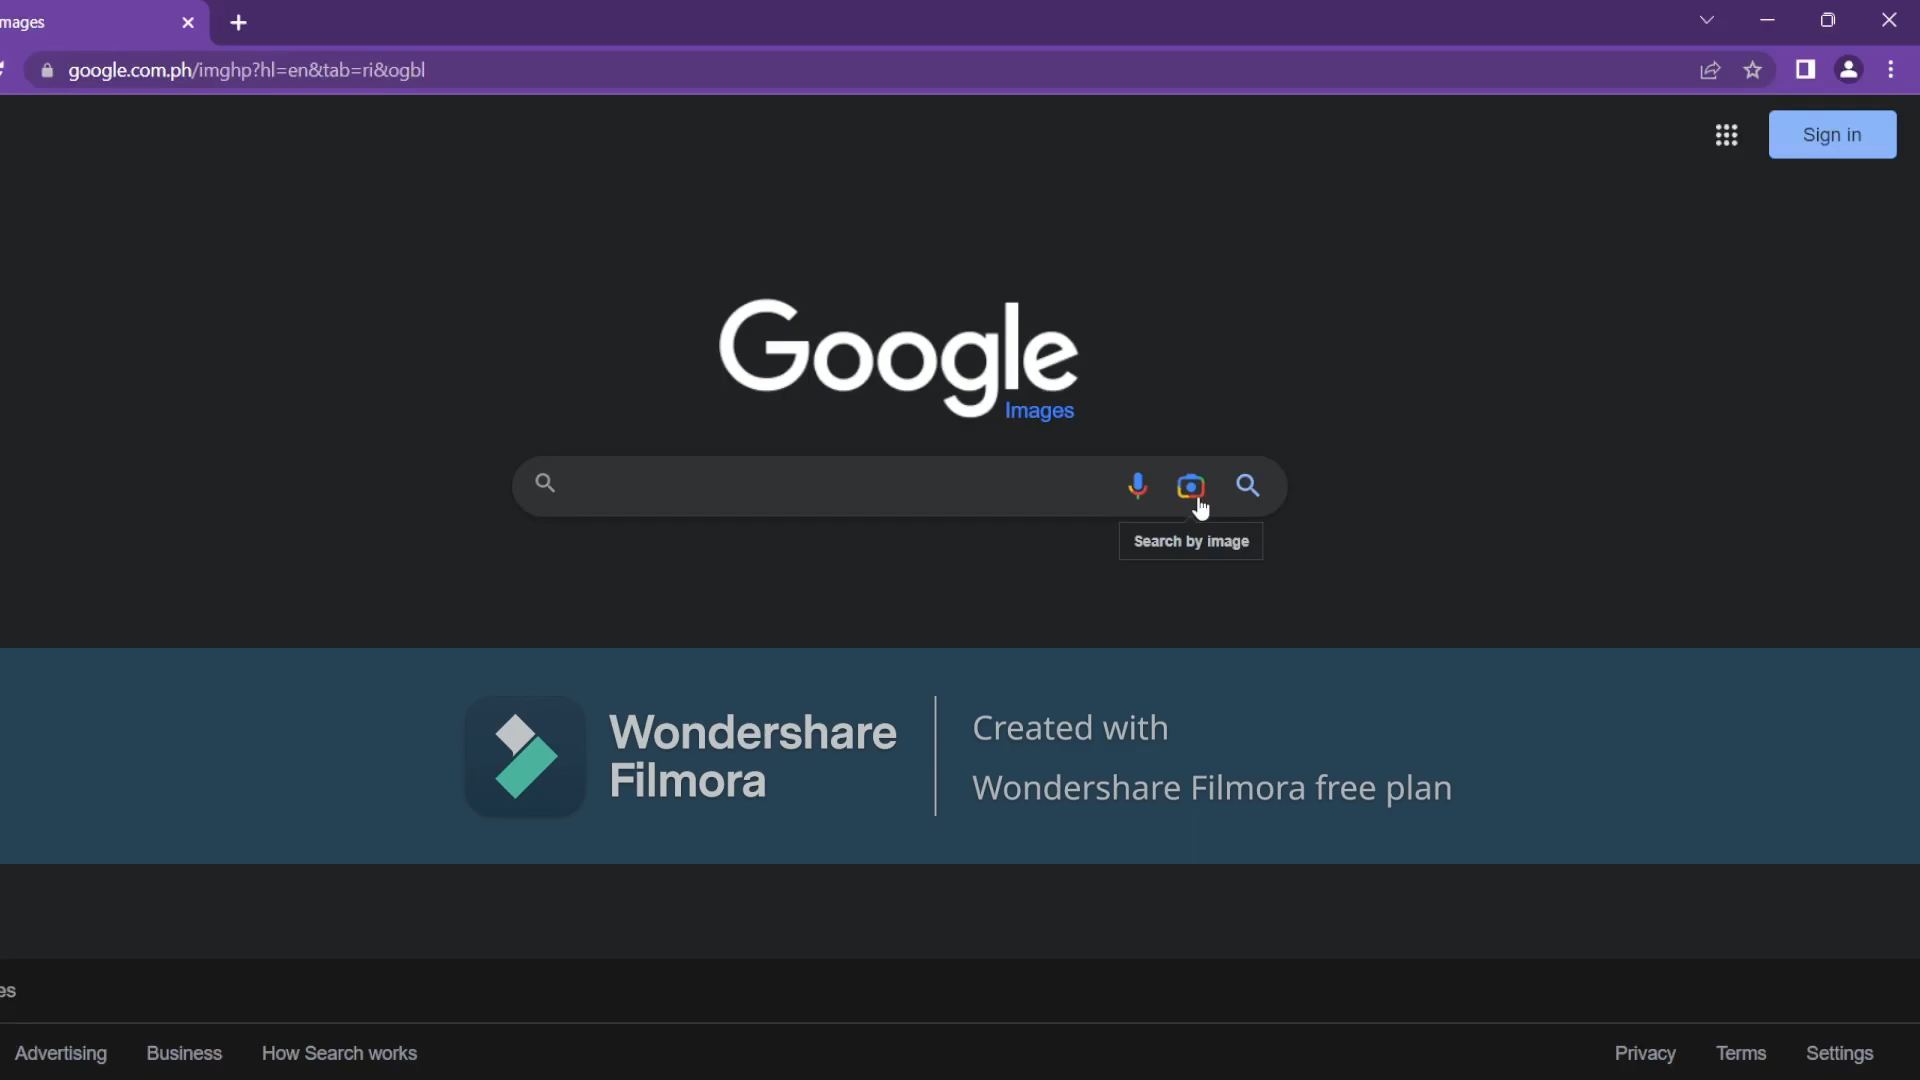 mages
google.com.ph/imghp?hl=en&tab=ri&ogbl
Sign in
Google
Images
Search by image
Wondershare
Filmora
Created with
Wondershare Filmora free plan
es
Advertising Business How Search works
Privacy Terms Settings